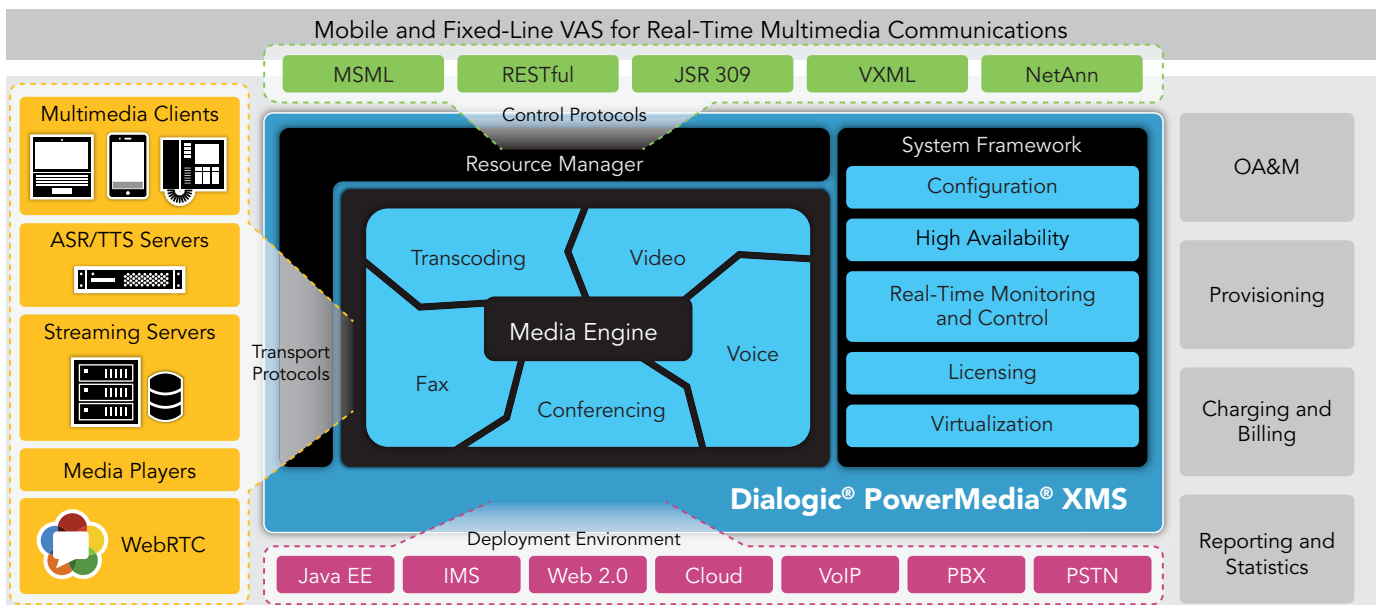 Mobile and Fixed-Line VAS for Real-Time Multimedia Communications
MSML
RESTful
JSR 309
VXML
NetAnn
Control Protocols
Multimedia Clients
ASR/TTS Servers
Streaming Servers
Media Players
WebRTC
Transport
Protocols
Resource Manager
Transcoding
Video
Media Engine
Voice
Fax
Conferencing
System Framework
Configuration
High Availability
Real-Time Monitoring
and Control
Licensing
Virtualization
Dialogic® PowerMedia® XMS
OA&M
Provisioning
Charging and
Billing
Reporting and
Statistics
Deployment Environment
Java EE
IMS
Web 2.0
Cloud
VoIP
PBX
PSTN